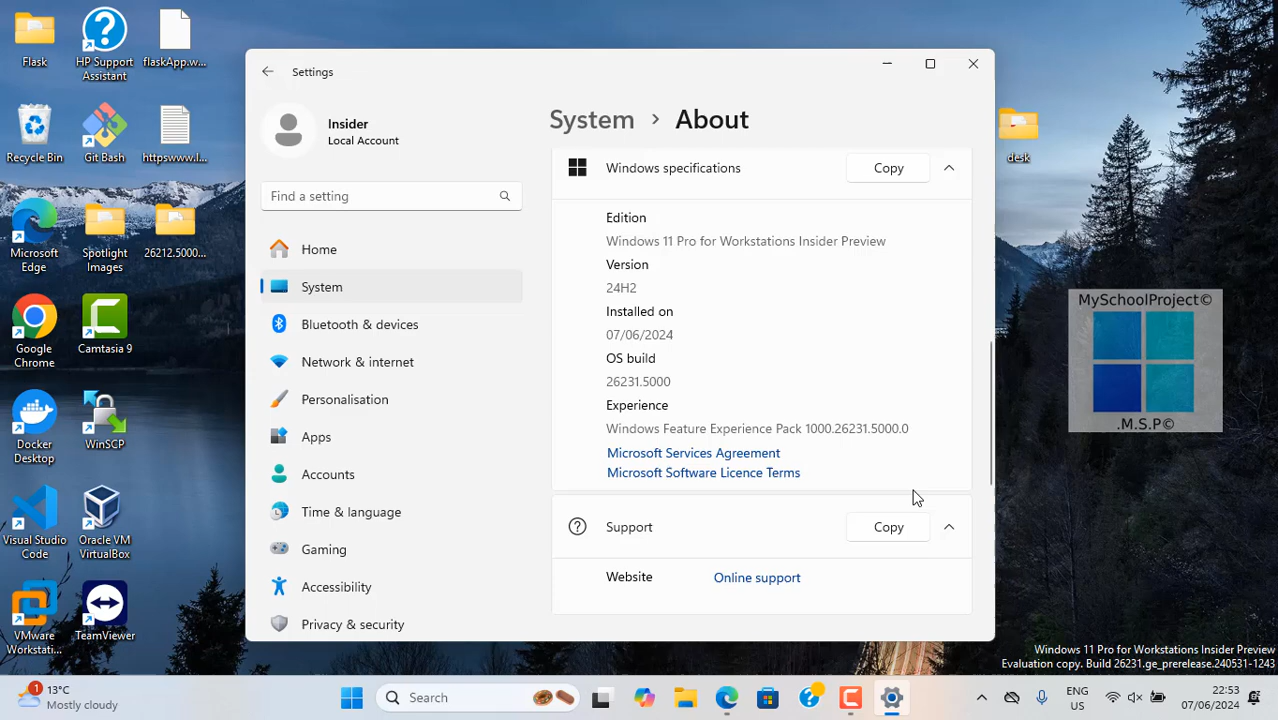 Flask
HP Support
Assistant
flaskApp.w...
Recycle Bin
Git Bash
httpswww.l...
Microsoft
Edge
Spotlight
Images
26212.5000...
Google
Chrome
Camtasia 9
Docker
Desktop
WinSCP
Visual Studio
Code
Oracle VM
VirtualBox
VMware
Workstati...
TeamViewer
Settings
Insider
Local Account
Find a setting
Home
System
Bluetooth & devices
Network & internet
Personalisation
Apps
Accounts
Time & language
Gaming
Accessibility
Privacy & security
System > About
Windows specifications
Copy
Edition
Windows 11 Pro for Workstations Insider Preview
Version
24H2
Installed on
07/06/2024
OS build
26231.5000
Experience
Windows Feature Experience Pack 1000.26231.5000.0
Microsoft Services Agreement
Microsoft Software Licence Terms
Support
Copy
Website
Online support
desk
MySchoolProject©
.M.S.P©
Windows 11 Pro for Workstations Insider Preview
Evaluation copy. Build 26231.ge_prerelease.240531-1243
1
13°C
Mostly cloudy
Search
ENG
UK
22:53
07/06/2024